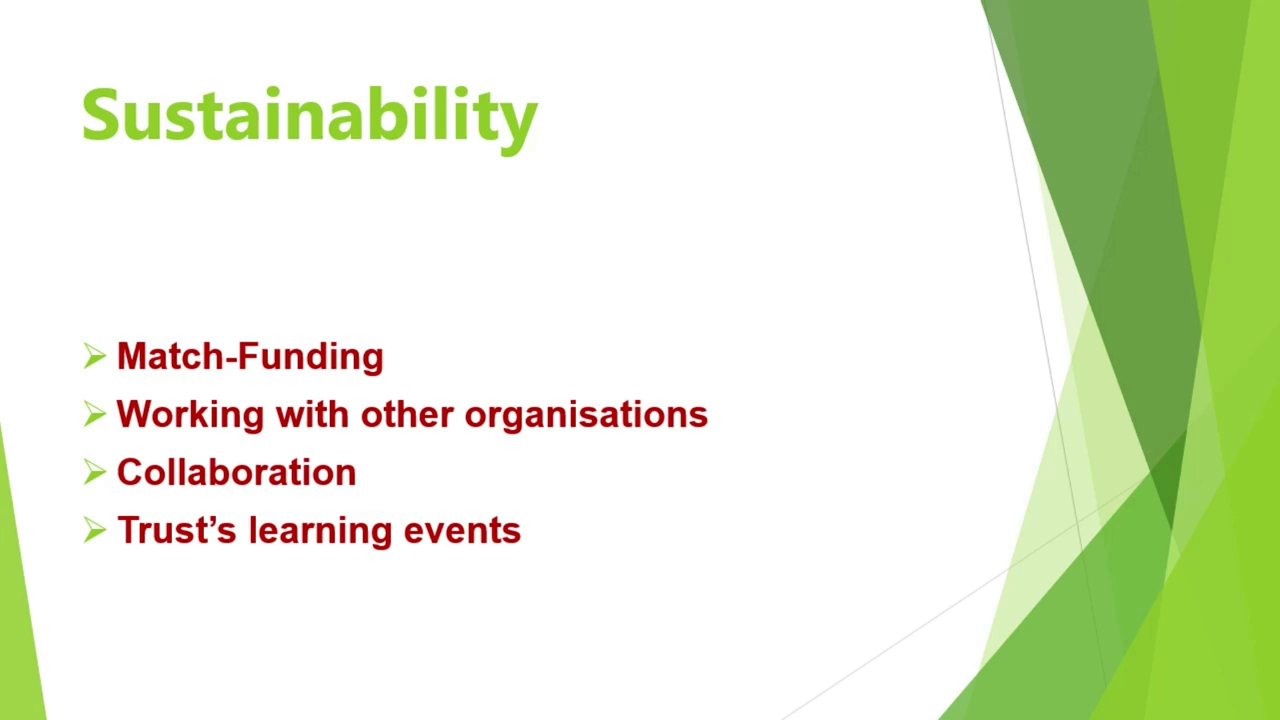 Sustainability
Match-Funding
Working with other organisations
Collaboration
Trust’s learning events